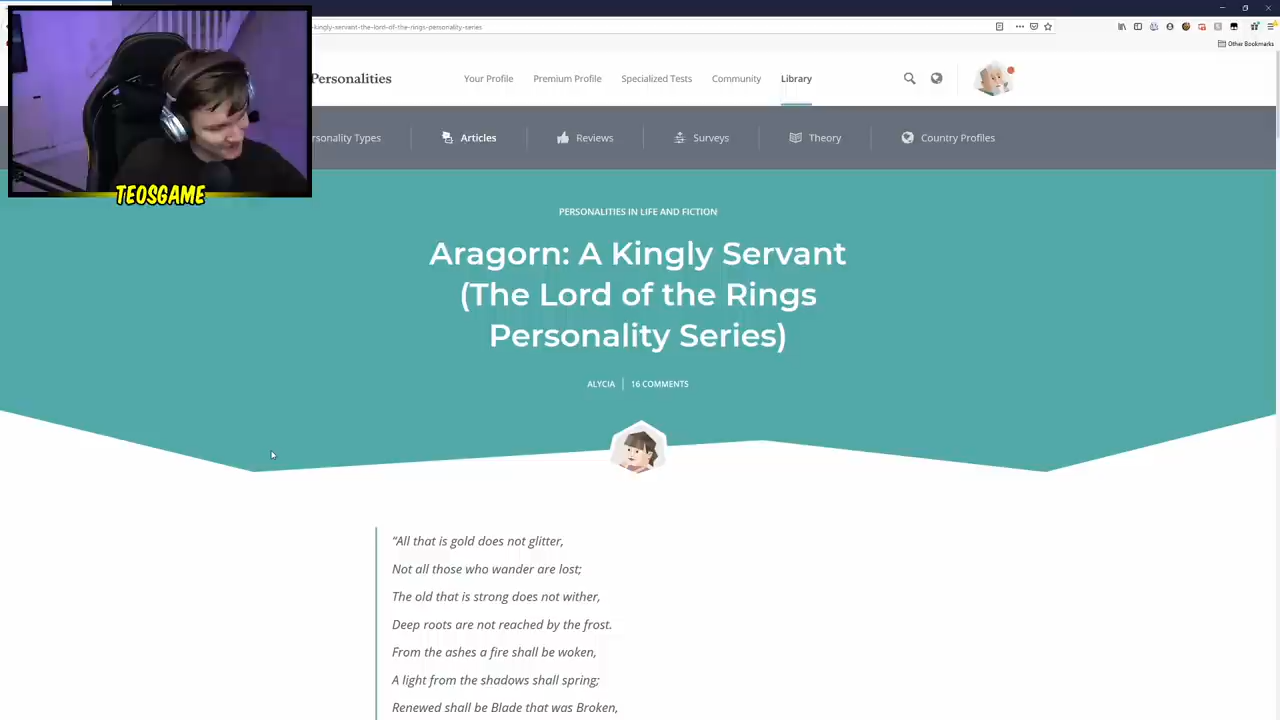 -kingly-servant-the-lord-of-the-rings-personality-series
Other Bookmarks
Personalities
Your Profile
Premium Profile
Specialized Tests
Community
Library
rsonality Types
Articles
Reviews
Surveys
Theory
Country Profiles
TEOSGAME
PERSONALITIES IN LIFE AND FICTION
Aragorn: A Kingly Servant
(The Lord of the Rings
Personality Series)
ALYCIA
16 COMMENTS
“All that is gold does not glitter,
Not all those who wander are lost;
The old that is strong does not wither,
Deep roots are not reached by the frost.
From the ashes a fire shall be woken,
A light from the shadows shall spring;
Renewed shall be Blade that was Broken,